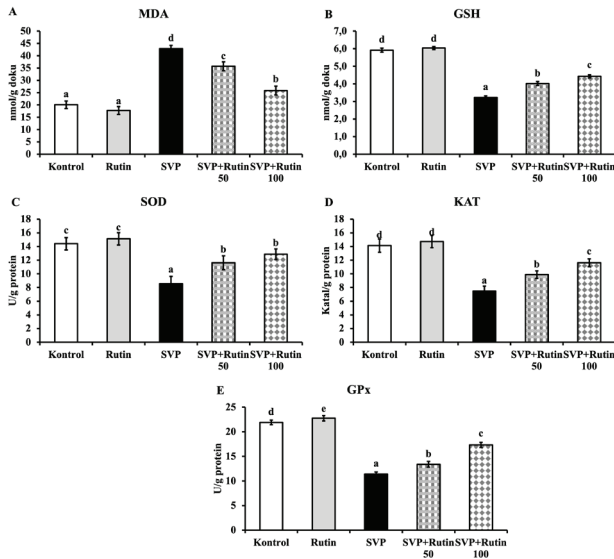 A
MDA
nmol/g doku
50
45
40
35
30
25
20
15
10
5
0
a
a
d
c
b
Kontrol
Rutin
SVP
SVP+Rutin 50
SVP+Rutin 100
B
GSH
nmol/g doku
7,0
6,0
5,0
4,0
3,0
2,0
1,0
0,0
d
d
a
b
c
Kontrol
Rutin
SVP
SVP+Rutin 50
SVP+Rutin 100
C
SOD
U/g protein
18
16
14
12
10
8
6
4
2
0
c
c
a
b
b
Kontrol
Rutin
SVP
SVP+Rutin 50
SVP+Rutin 100
D
KAT
Katal/g protein
18
16
14
12
10
8
6
4
2
0
d
d
a
b
c
Kontrol
Rutin
SVP
SVP+Rutin 50
SVP+Rutin 100
E
GPx
U/g protein
25
20
15
10
5
0
d
e
a
b
c
Kontrol
Rutin
SVP
SVP+Rutin 50
SVP+Rutin 100